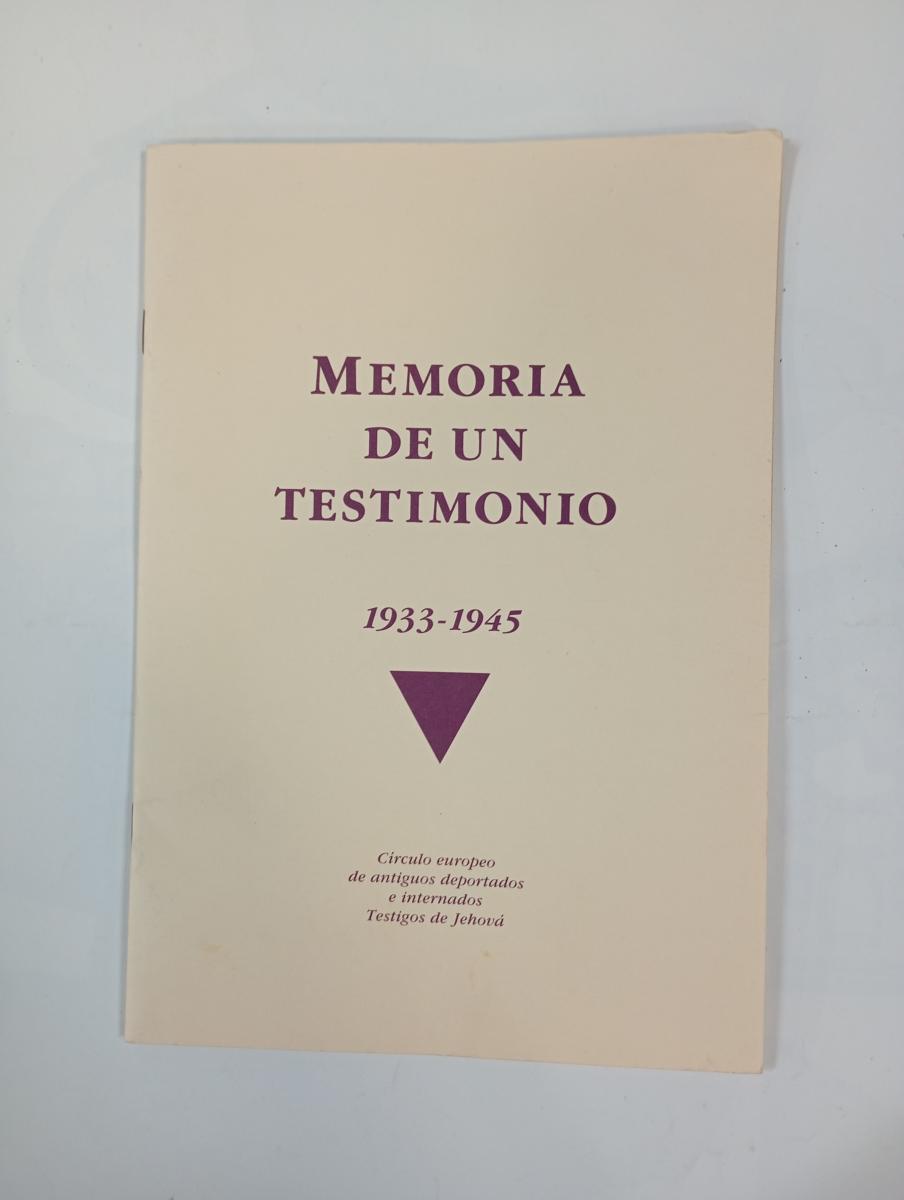 MEMORIA
DE UN
TESTIMONIO
1933-1945
Círculo europeo
de antiguos deportados
e internados
Testigos de Jehová